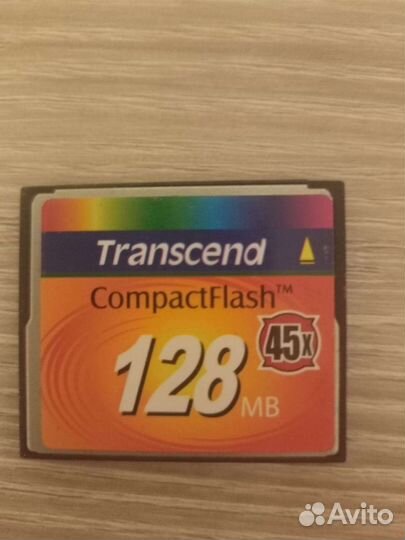 Transcend
CompactFlash™
45x
128 MB
Avito